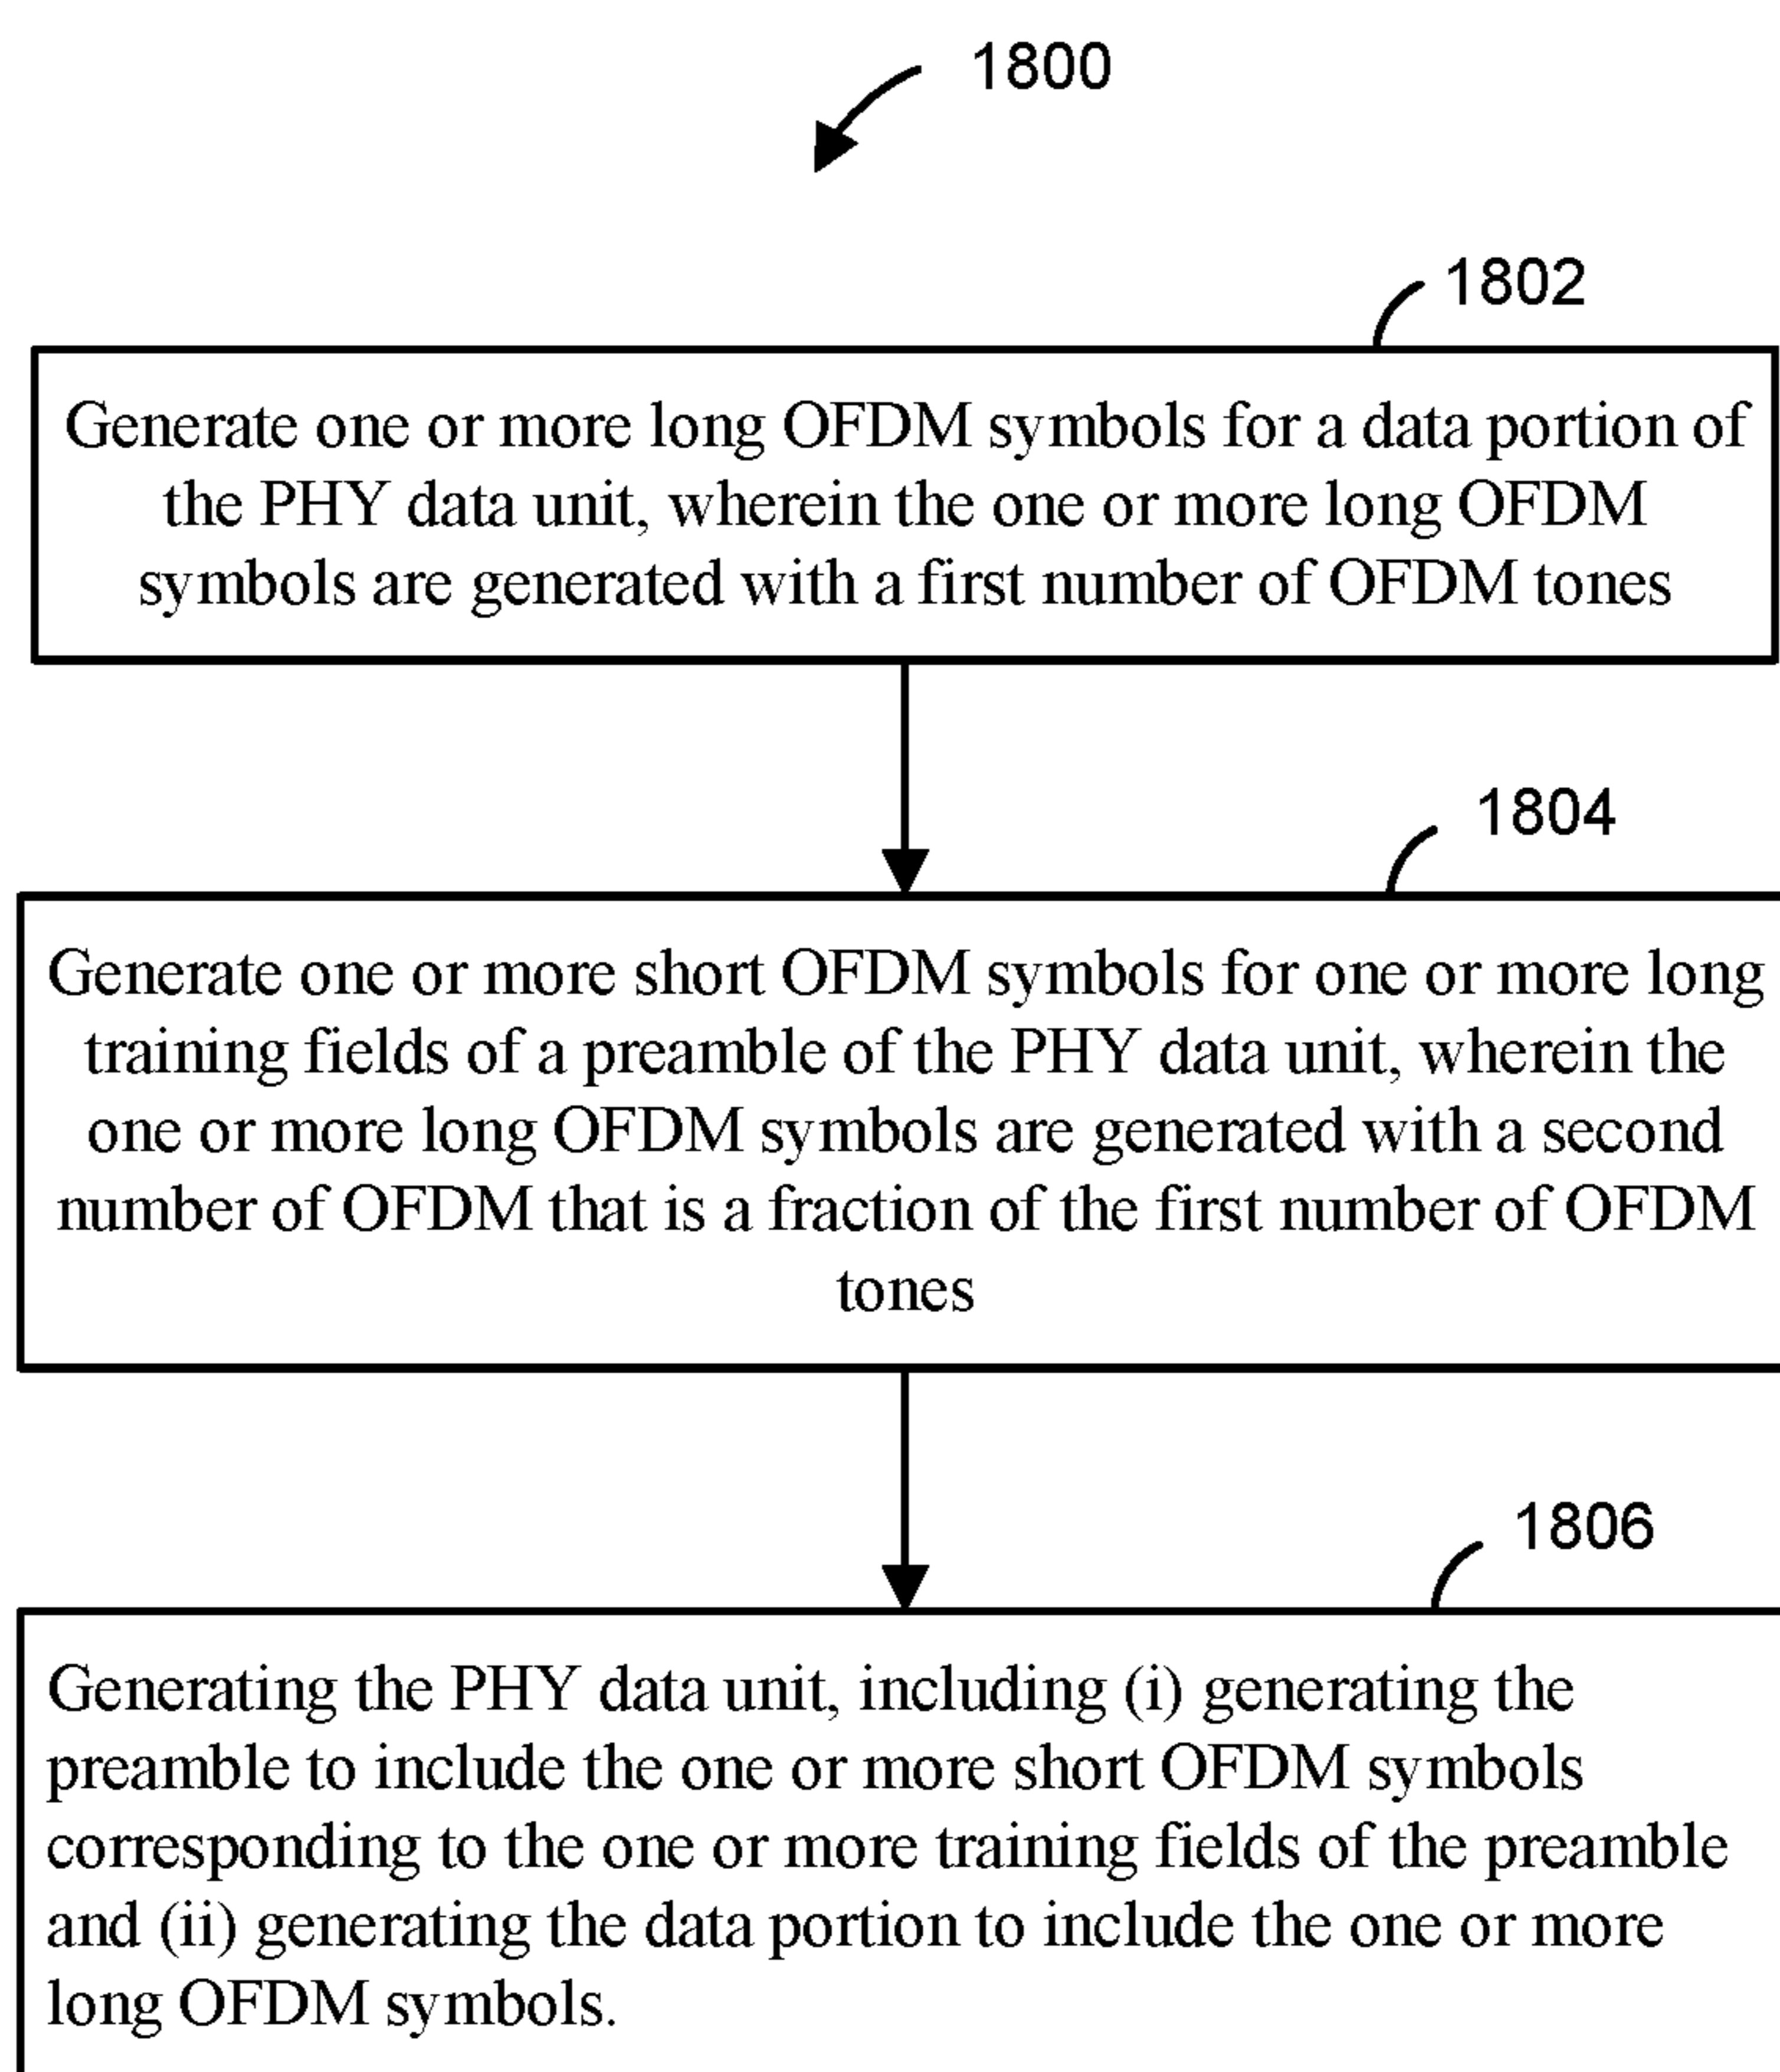 1800
1802
Generate one or more long OFDM symbols for a data portion of
the PHY data unit, wherein the one or more long OFDM
symbols are generated with a first number of OFDM tones
1804
Generate one or more short OFDM symbols for one or more long
training fields of a preamble of the PHY data unit, wherein the
one or more long OFDM symbols are generated with a second
number of OFDM that is a fraction of the first number of OFDM
tones
1806
Generating the PHY data unit, including (i) generating the
preamble to include the one or more short OFDM symbols
corresponding to the one or more training fields of the preamble
and (ii) generating the data portion to include the one or more
long OFDM symbols.